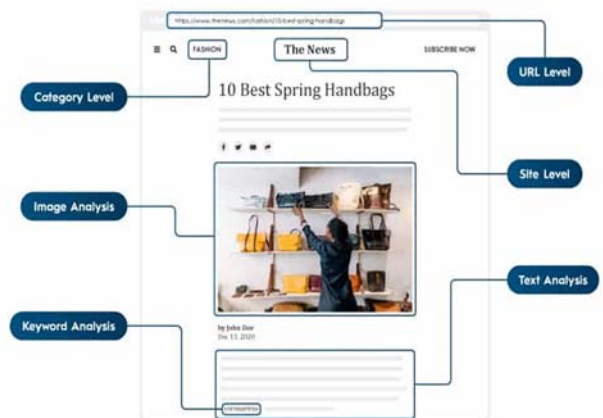 https://www.thenews.com/fashion/10-best-spring-handbags
FASHION
The News
SUBSCRIBE NOW
URL Level
Category Level
10 Best Spring Handbags
Site Level
Image Analysis
Text Analysis
Keyword Analysis
by John Doe
Dec 13, 2020